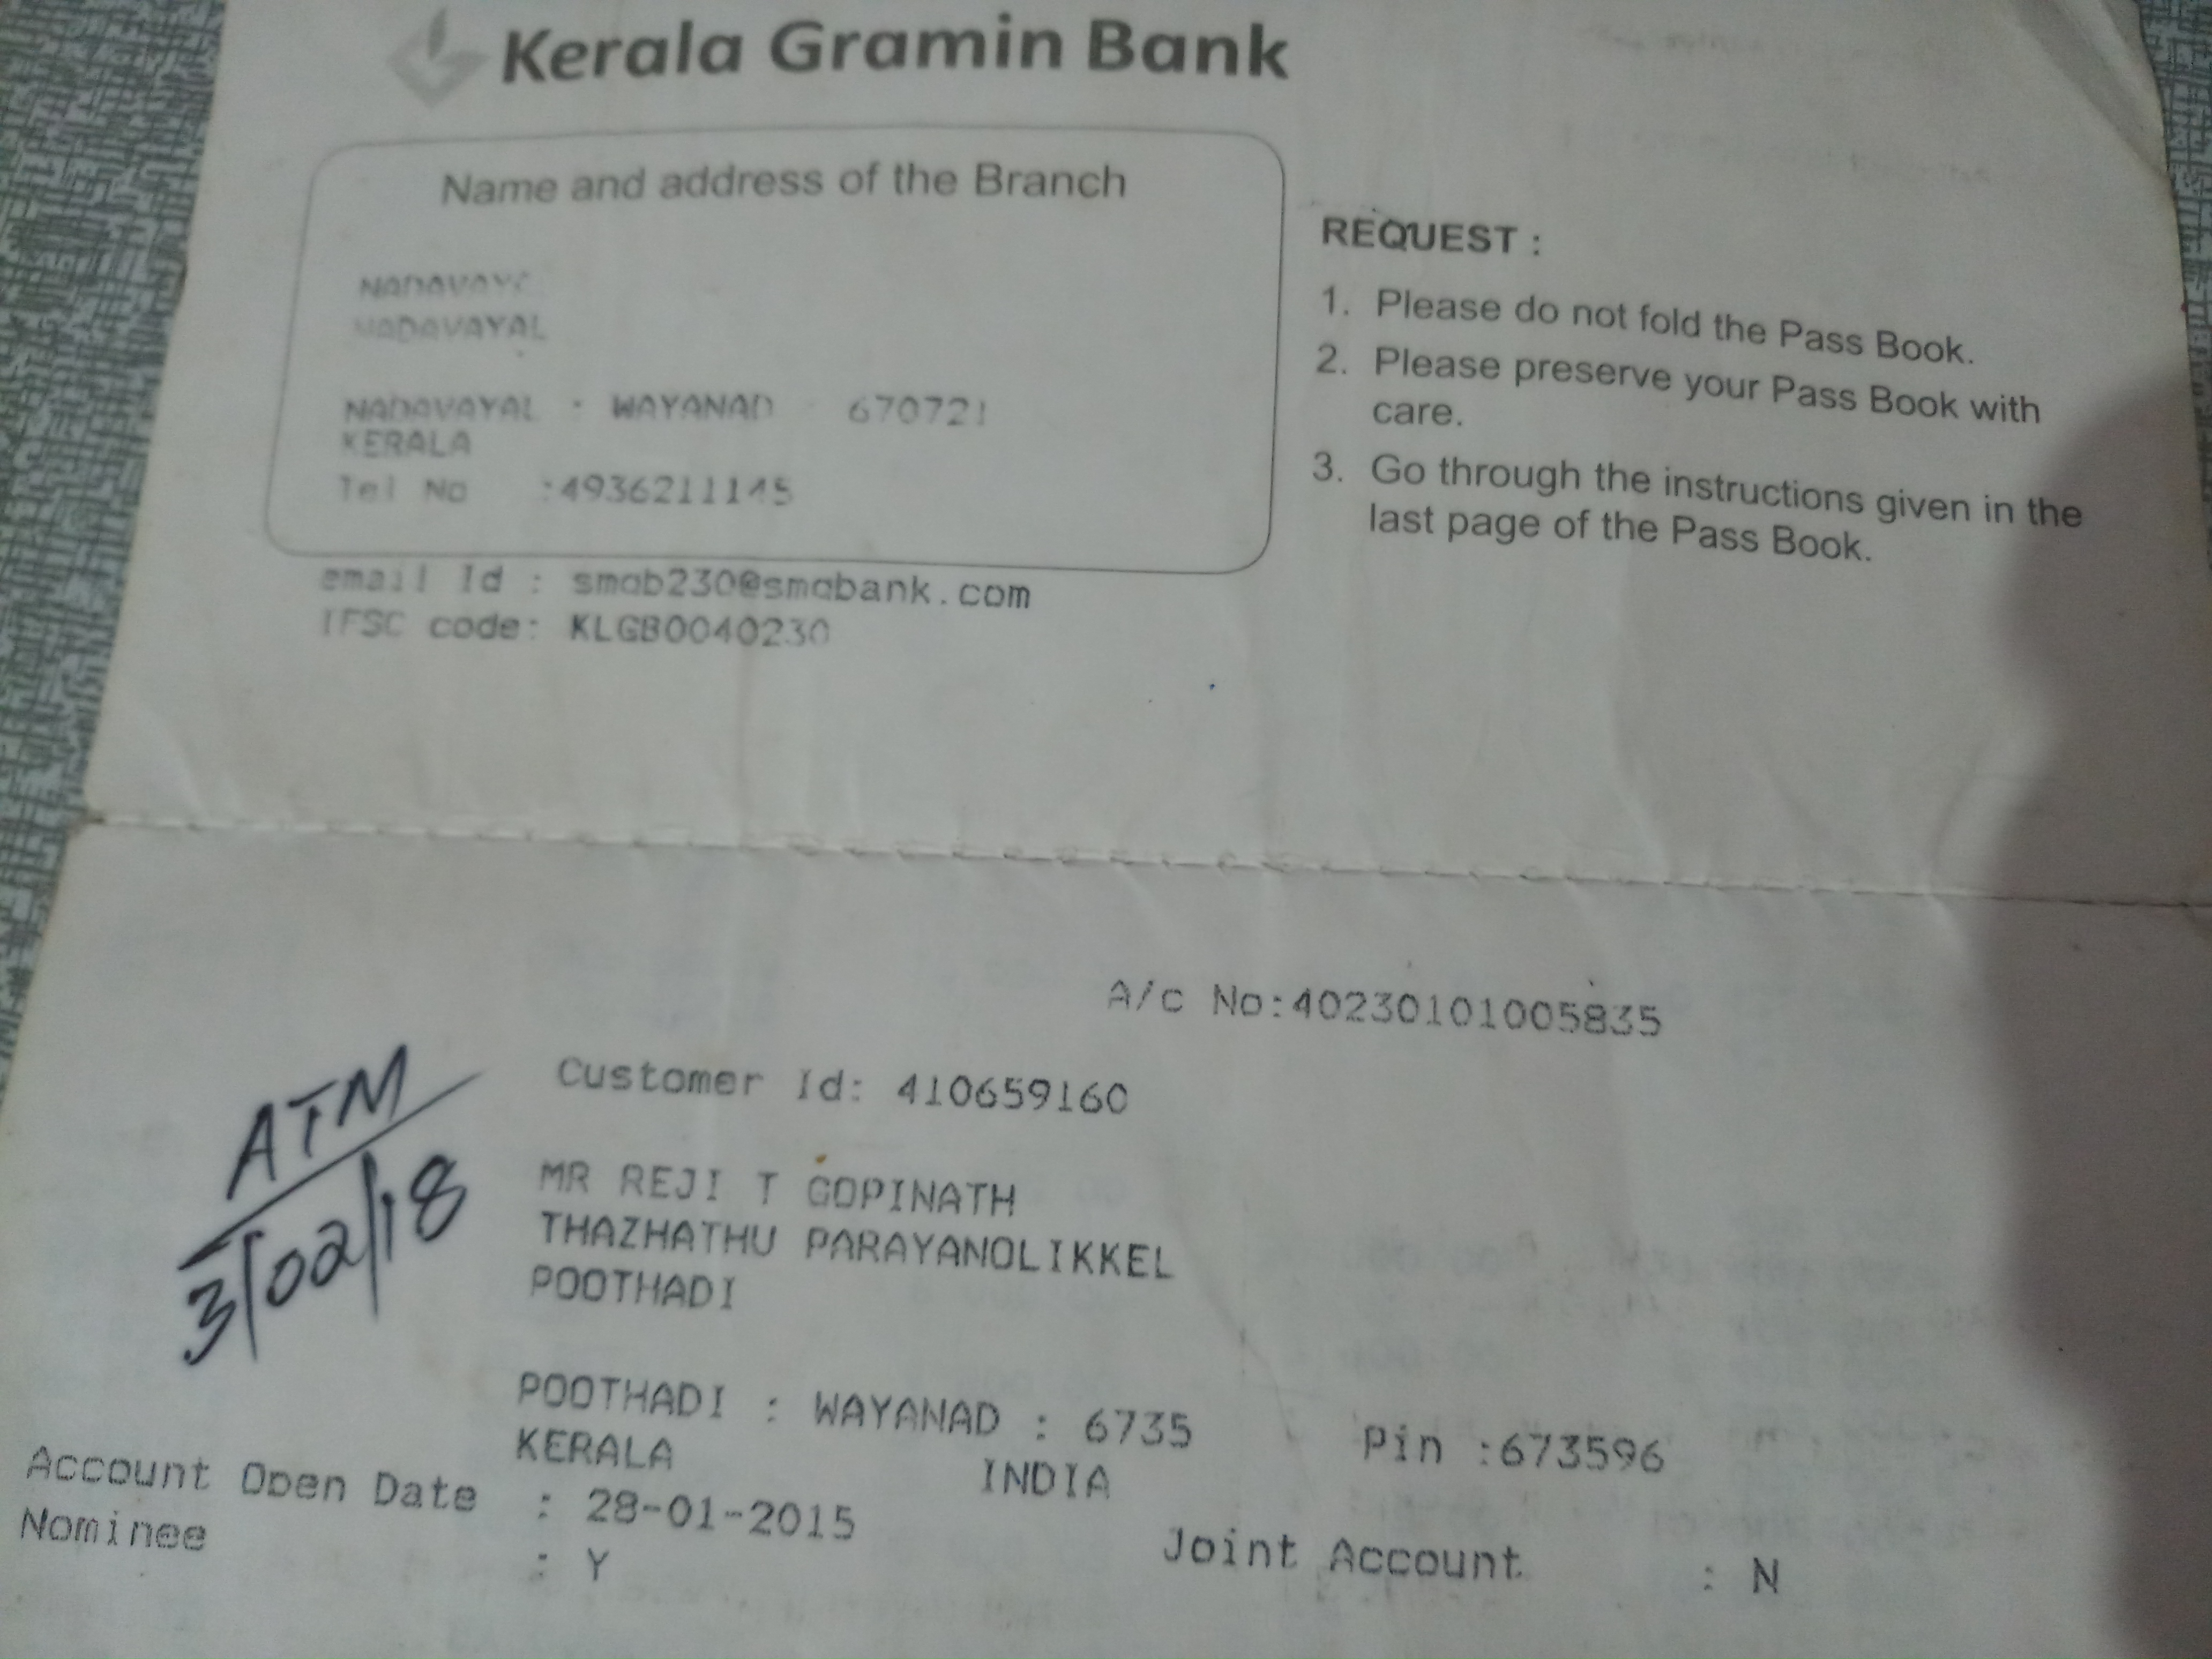 Kerala Gramin Bank
Name and address of the Branch
NADAVAYAL
NADAVAYAL : WAYANAD 670721
KERALA
Tel No :4936211145
email Id : smgb230@smgbank.com
IFSC code: KLGB0040230
REQUEST :
1. Please do not fold the Pass Book.
2. Please preserve your Pass Book with
care.
3. Go through the instructions given in the
last page of the Pass Book.
A/c No:40230101005835
Customer Id: 410659160
ATM
3/02/18
MR REJI T GOPINATH
THAZHATHU PARAYANOLIKKEL
POOTHADI
POOTHADI : WAYANAD : 6735 Pin :673596
KERALA INDIA
Account Open Date : 28-01-2015
Nominee : Y Joint Account : N